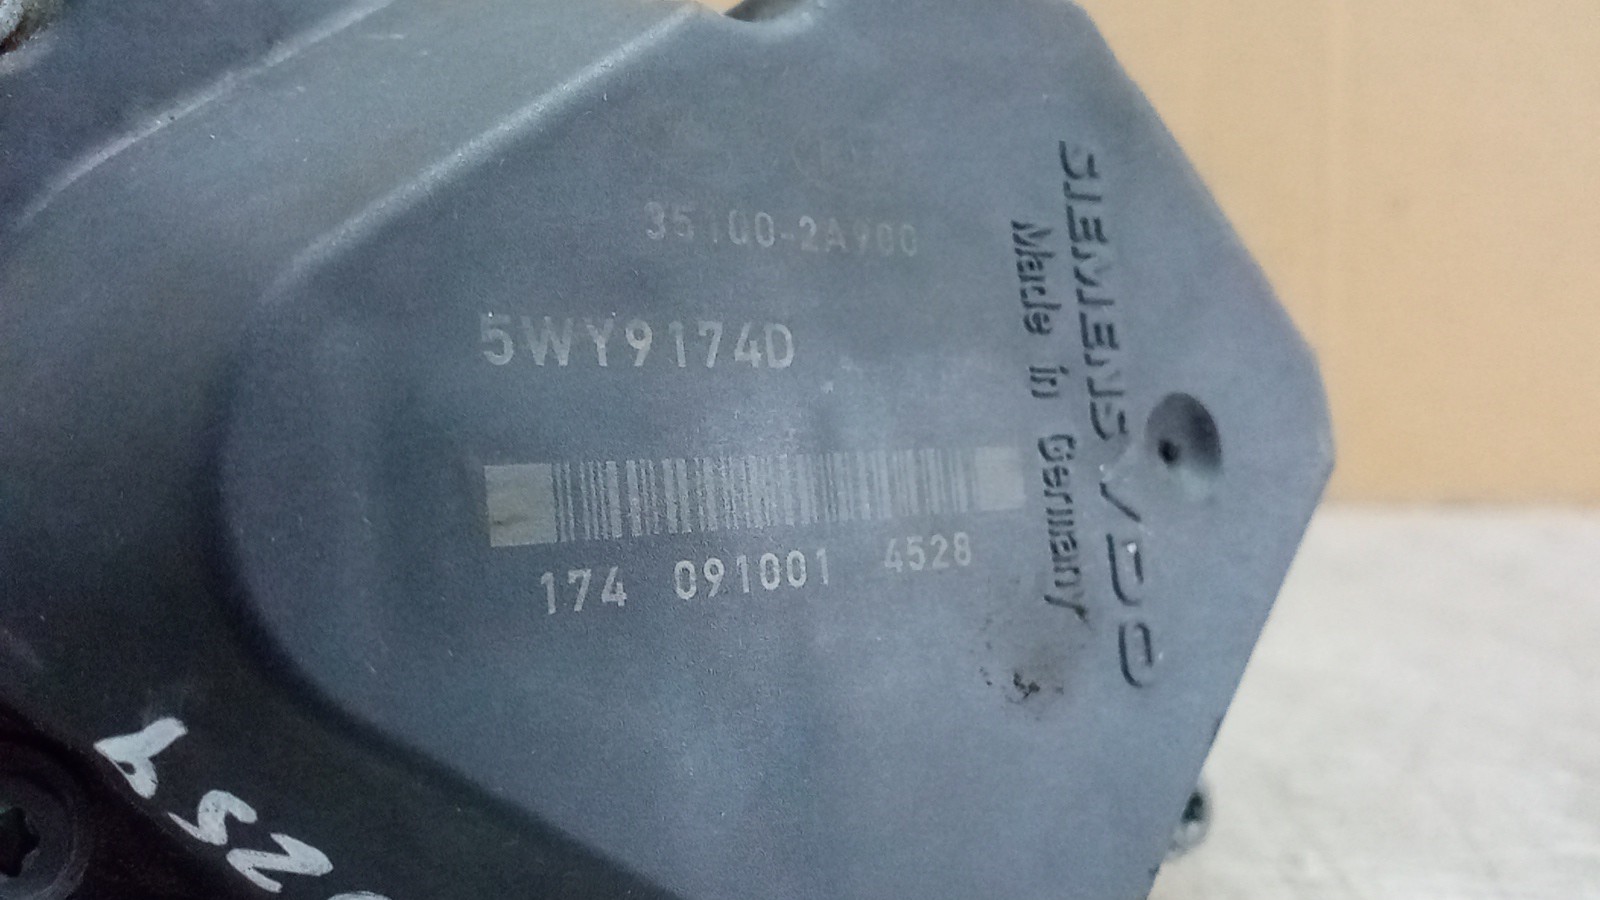 35100-2A900
5WY9174D
174 091001 4528
SIEMENS VDO
Made in Germany